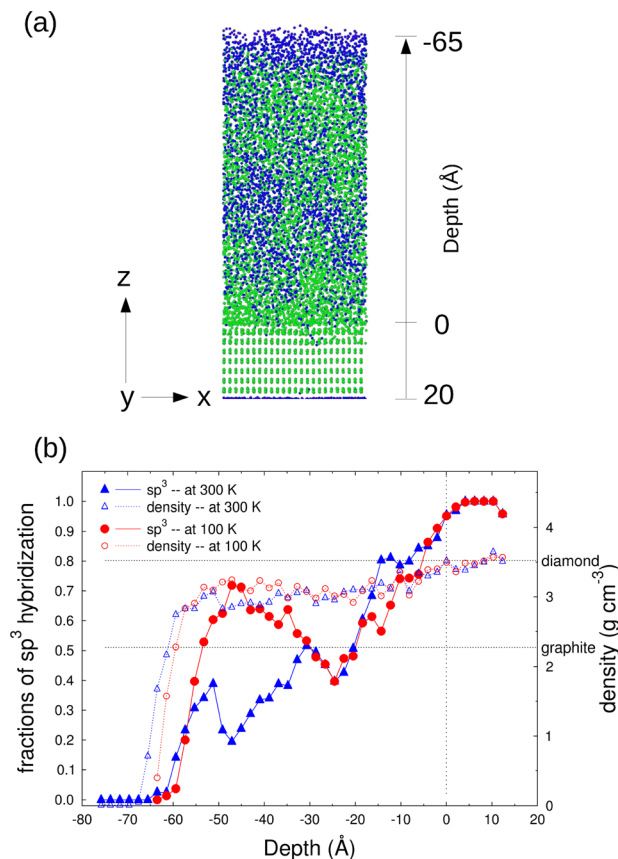 (a)
-65
Depth (Å)
0
20
z
y
x
(b)
sp³ -- at 300 K
density -- at 300 K
sp³ -- at 100 K
density -- at 100 K
fractions of sp³ hybridization
1.0
0.9
0.8
0.7
0.6
0.5
0.4
0.3
0.2
0.1
0.0
diamond
graphite
4
3
2
1
0
density (g cm⁻³)
-80 -70 -60 -50 -40 -30 -20 -10 0 10 20
Depth (Å)